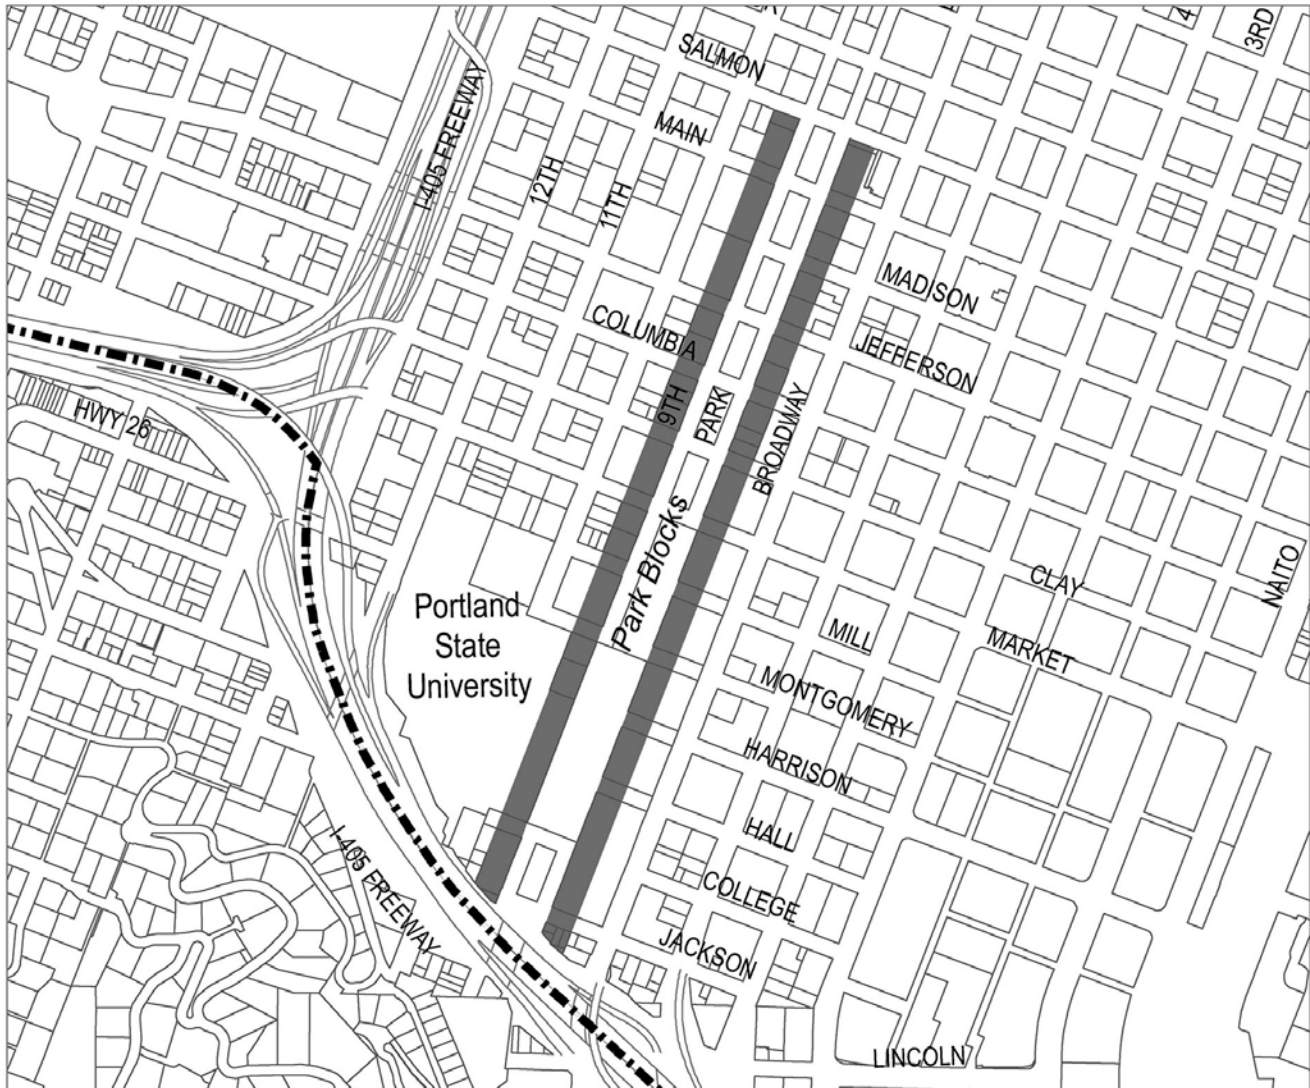 3RD
4
SALMON
I-405 FREEWAY
MAIN
12TH
11TH
MADISON
COLUMBIA
JEFFERSON
HWY 26
9TH
PARK
BROADWAY
Park Blocks
NAITO
CLAY
Portland
State
University
MILL
MARKET
MONTGOMERY
HARRISON
HALL
I-405 FREEWAY
COLLEGE
JACKSON
LINCOLN